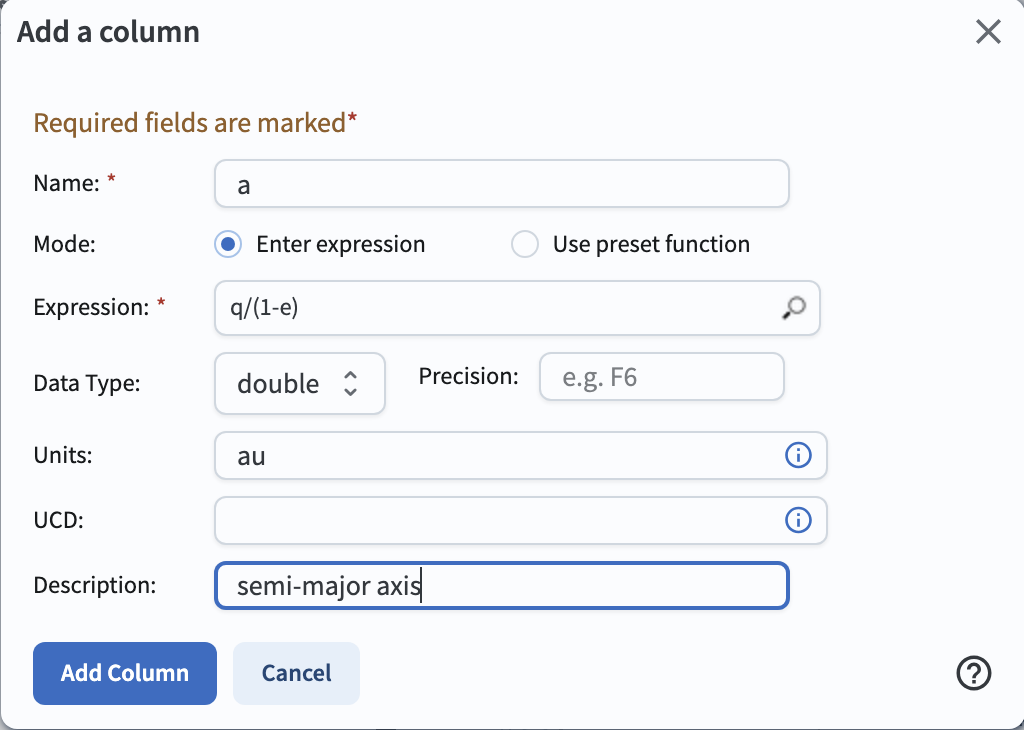 Add a column
Required fields are marked*
Name: * a
Mode: Enter expression Use preset function
Expression: * q/(1-e)
Data Type: double Precision: e.g. F6
Units: au
UCD:
Description: semi-major axis
Add Column Cancel